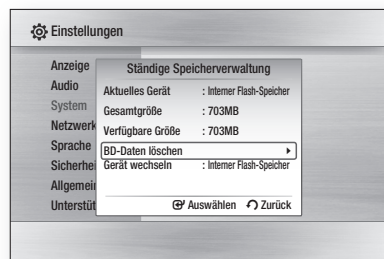 Einstellungen
Anzeige
Audio
System
Netzwerk
Sprache
Sicherhei
Allgemei
Unterstüt
Ständige Speicherverwaltung
Aktuelles Gerät : Interner Flash-Speicher
Gesamtgröße : 703MB
Verfügbare Größe : 703MB
BD-Daten löschen
Gerät wechseln : Interner Flash-Speicher
Auswählen Zurück